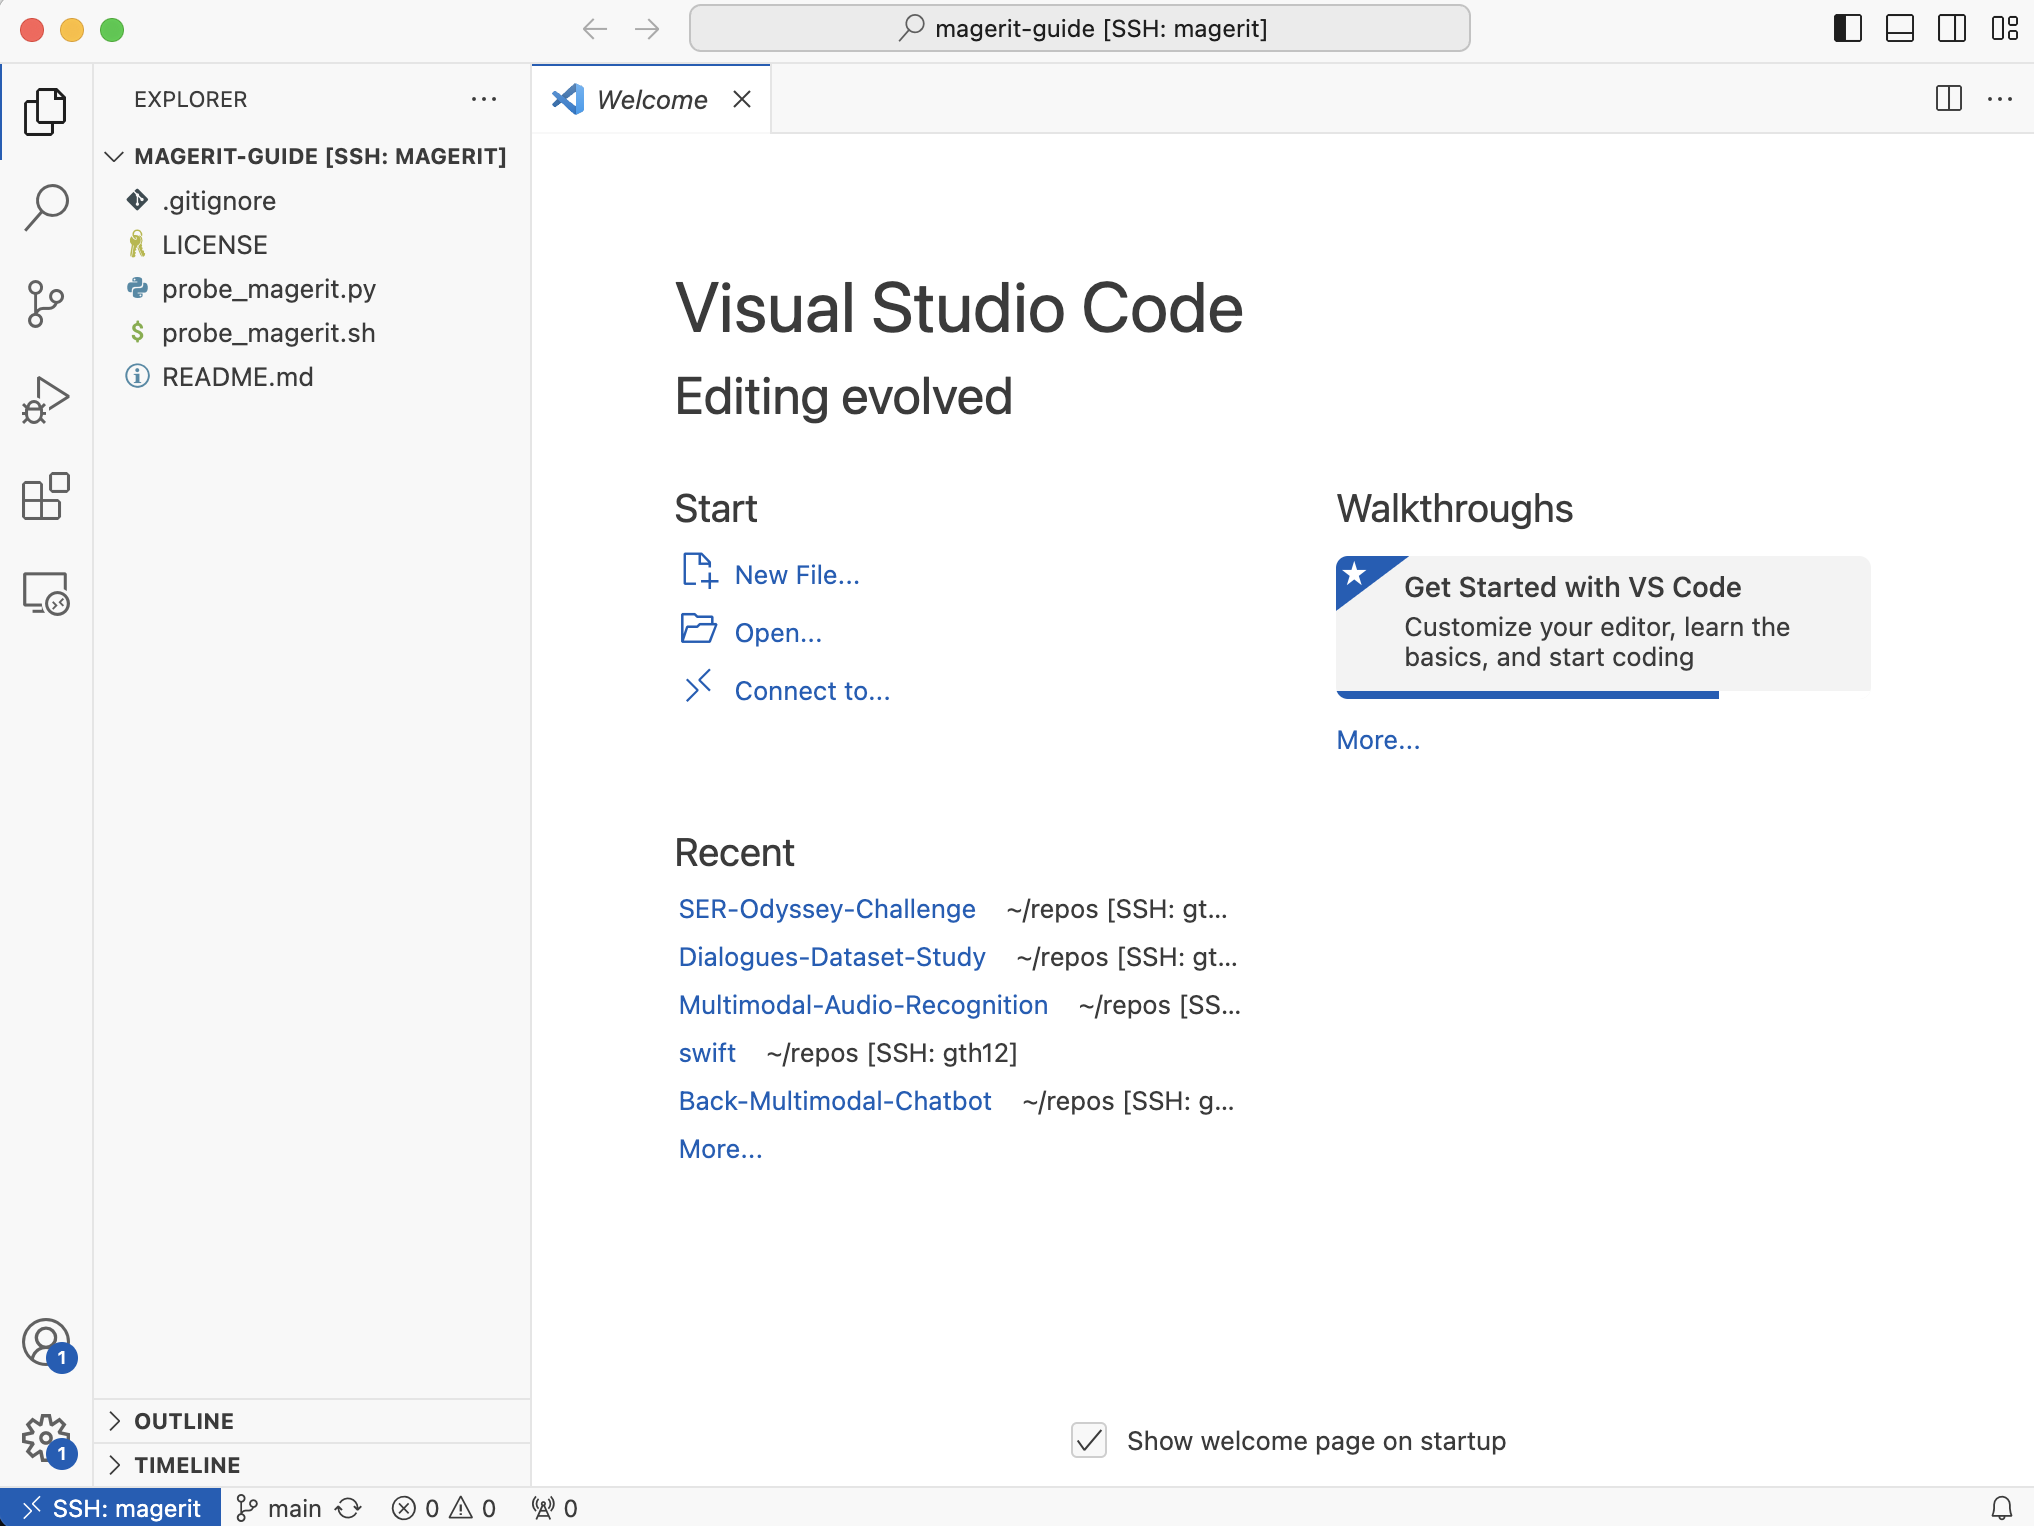 magerit-guide [SSH: magerit]
EXPLORER
Welcome
MAGERIT-GUIDE [SSH: MAGERIT]
.gitignore
LICENSE
probe_magerit.py
probe_magerit.sh
README.md
Visual Studio Code
Editing evolved
Start
New File...
Open...
Connect to...
Walkthroughs
Get Started with VS Code
Customize your editor, learn the
basics, and start coding
More...
Recent
SER-Odyssey-Challenge ~/repos [SSH: gt...
Dialogues-Dataset-Study ~/repos [SSH: gt...
Multimodal-Audio-Recognition ~/repos [SS...
swift ~/repos [SSH: gth12]
Back-Multimodal-Chatbot ~/repos [SSH: g...
More...
Show welcome page on startup
1
1
OUTLINE
TIMELINE
SSH: magerit main 0 0 0